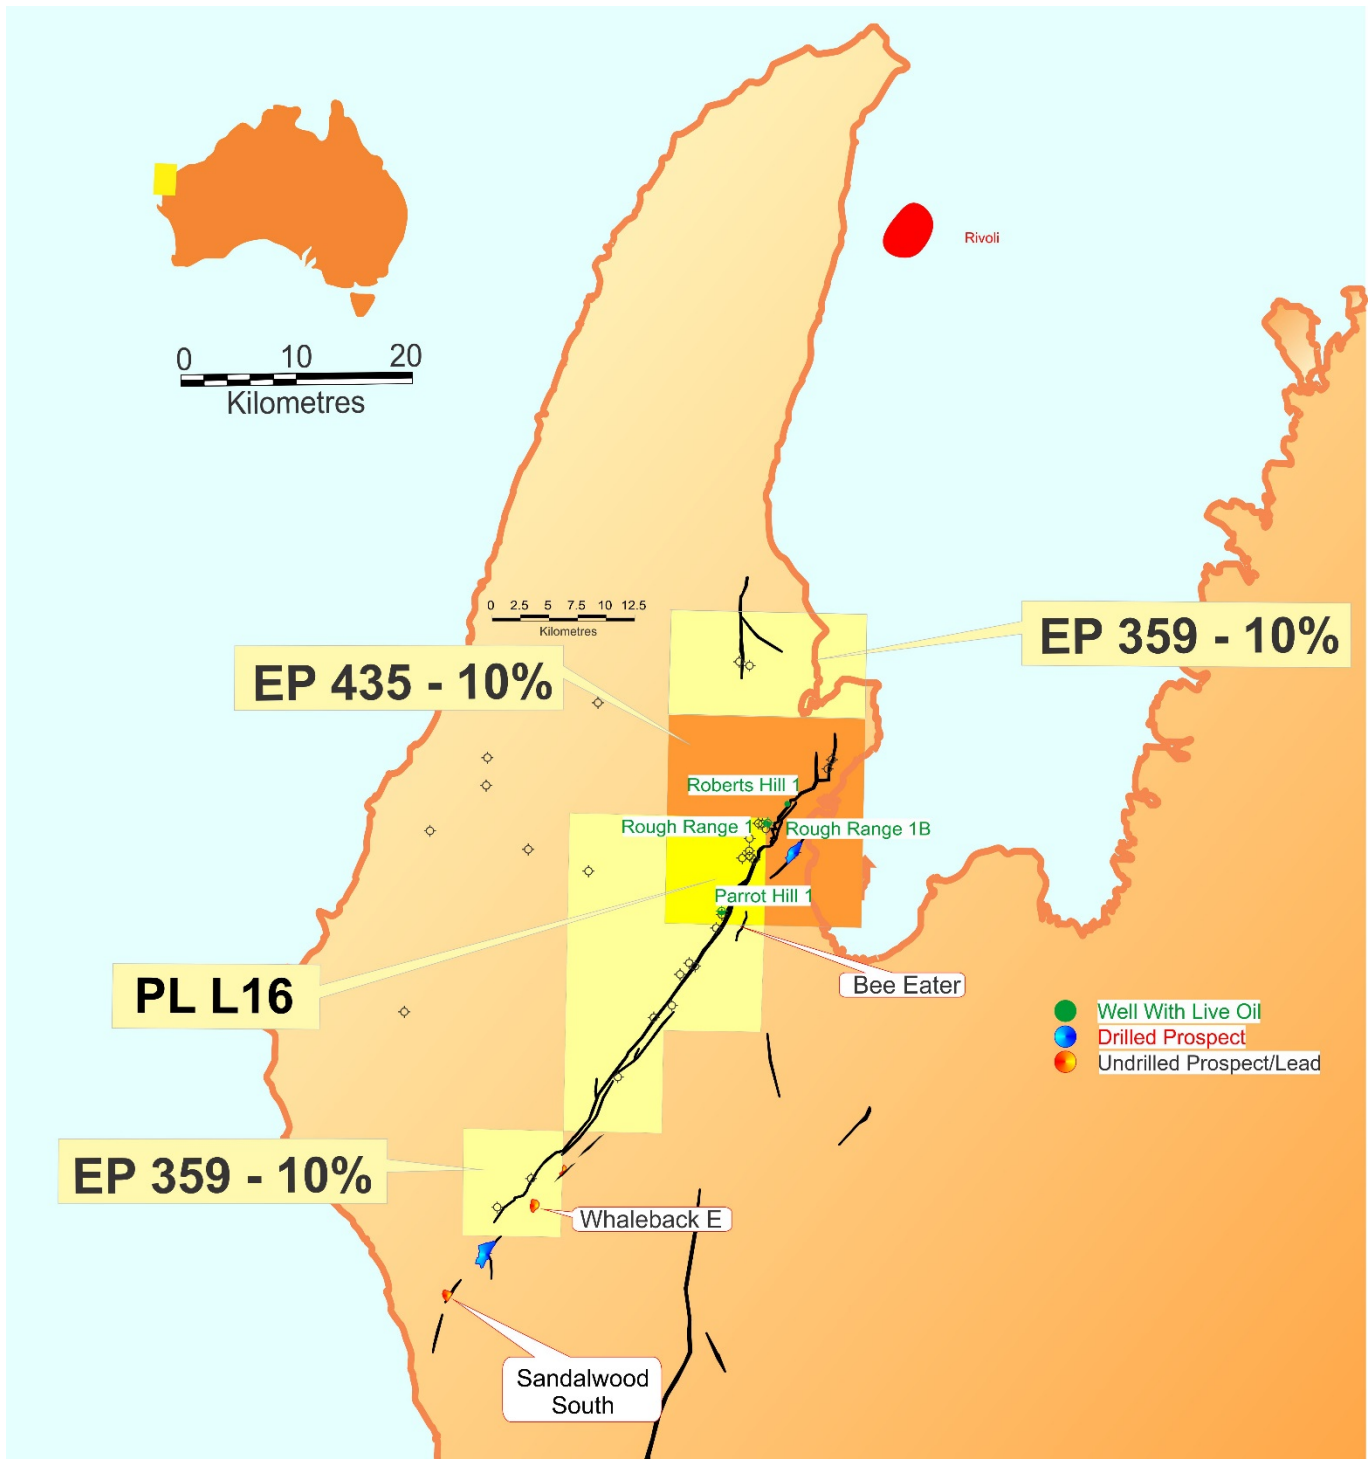 Rivoli
0 10 20
Kilometres
0 2.5 5 7.5 10 12.5
Kilometres
EP 359 - 10%
EP 435 - 10%
Roberts Hill 1
Rough Range 1
Rough Range 1B
Parrot Hill 1
PL L16
Bee Eater
Well With Live Oil
Drilled Prospect
Undrilled Prospect/Lead
EP 359 - 10%
Whaleback E
Sandalwood
South